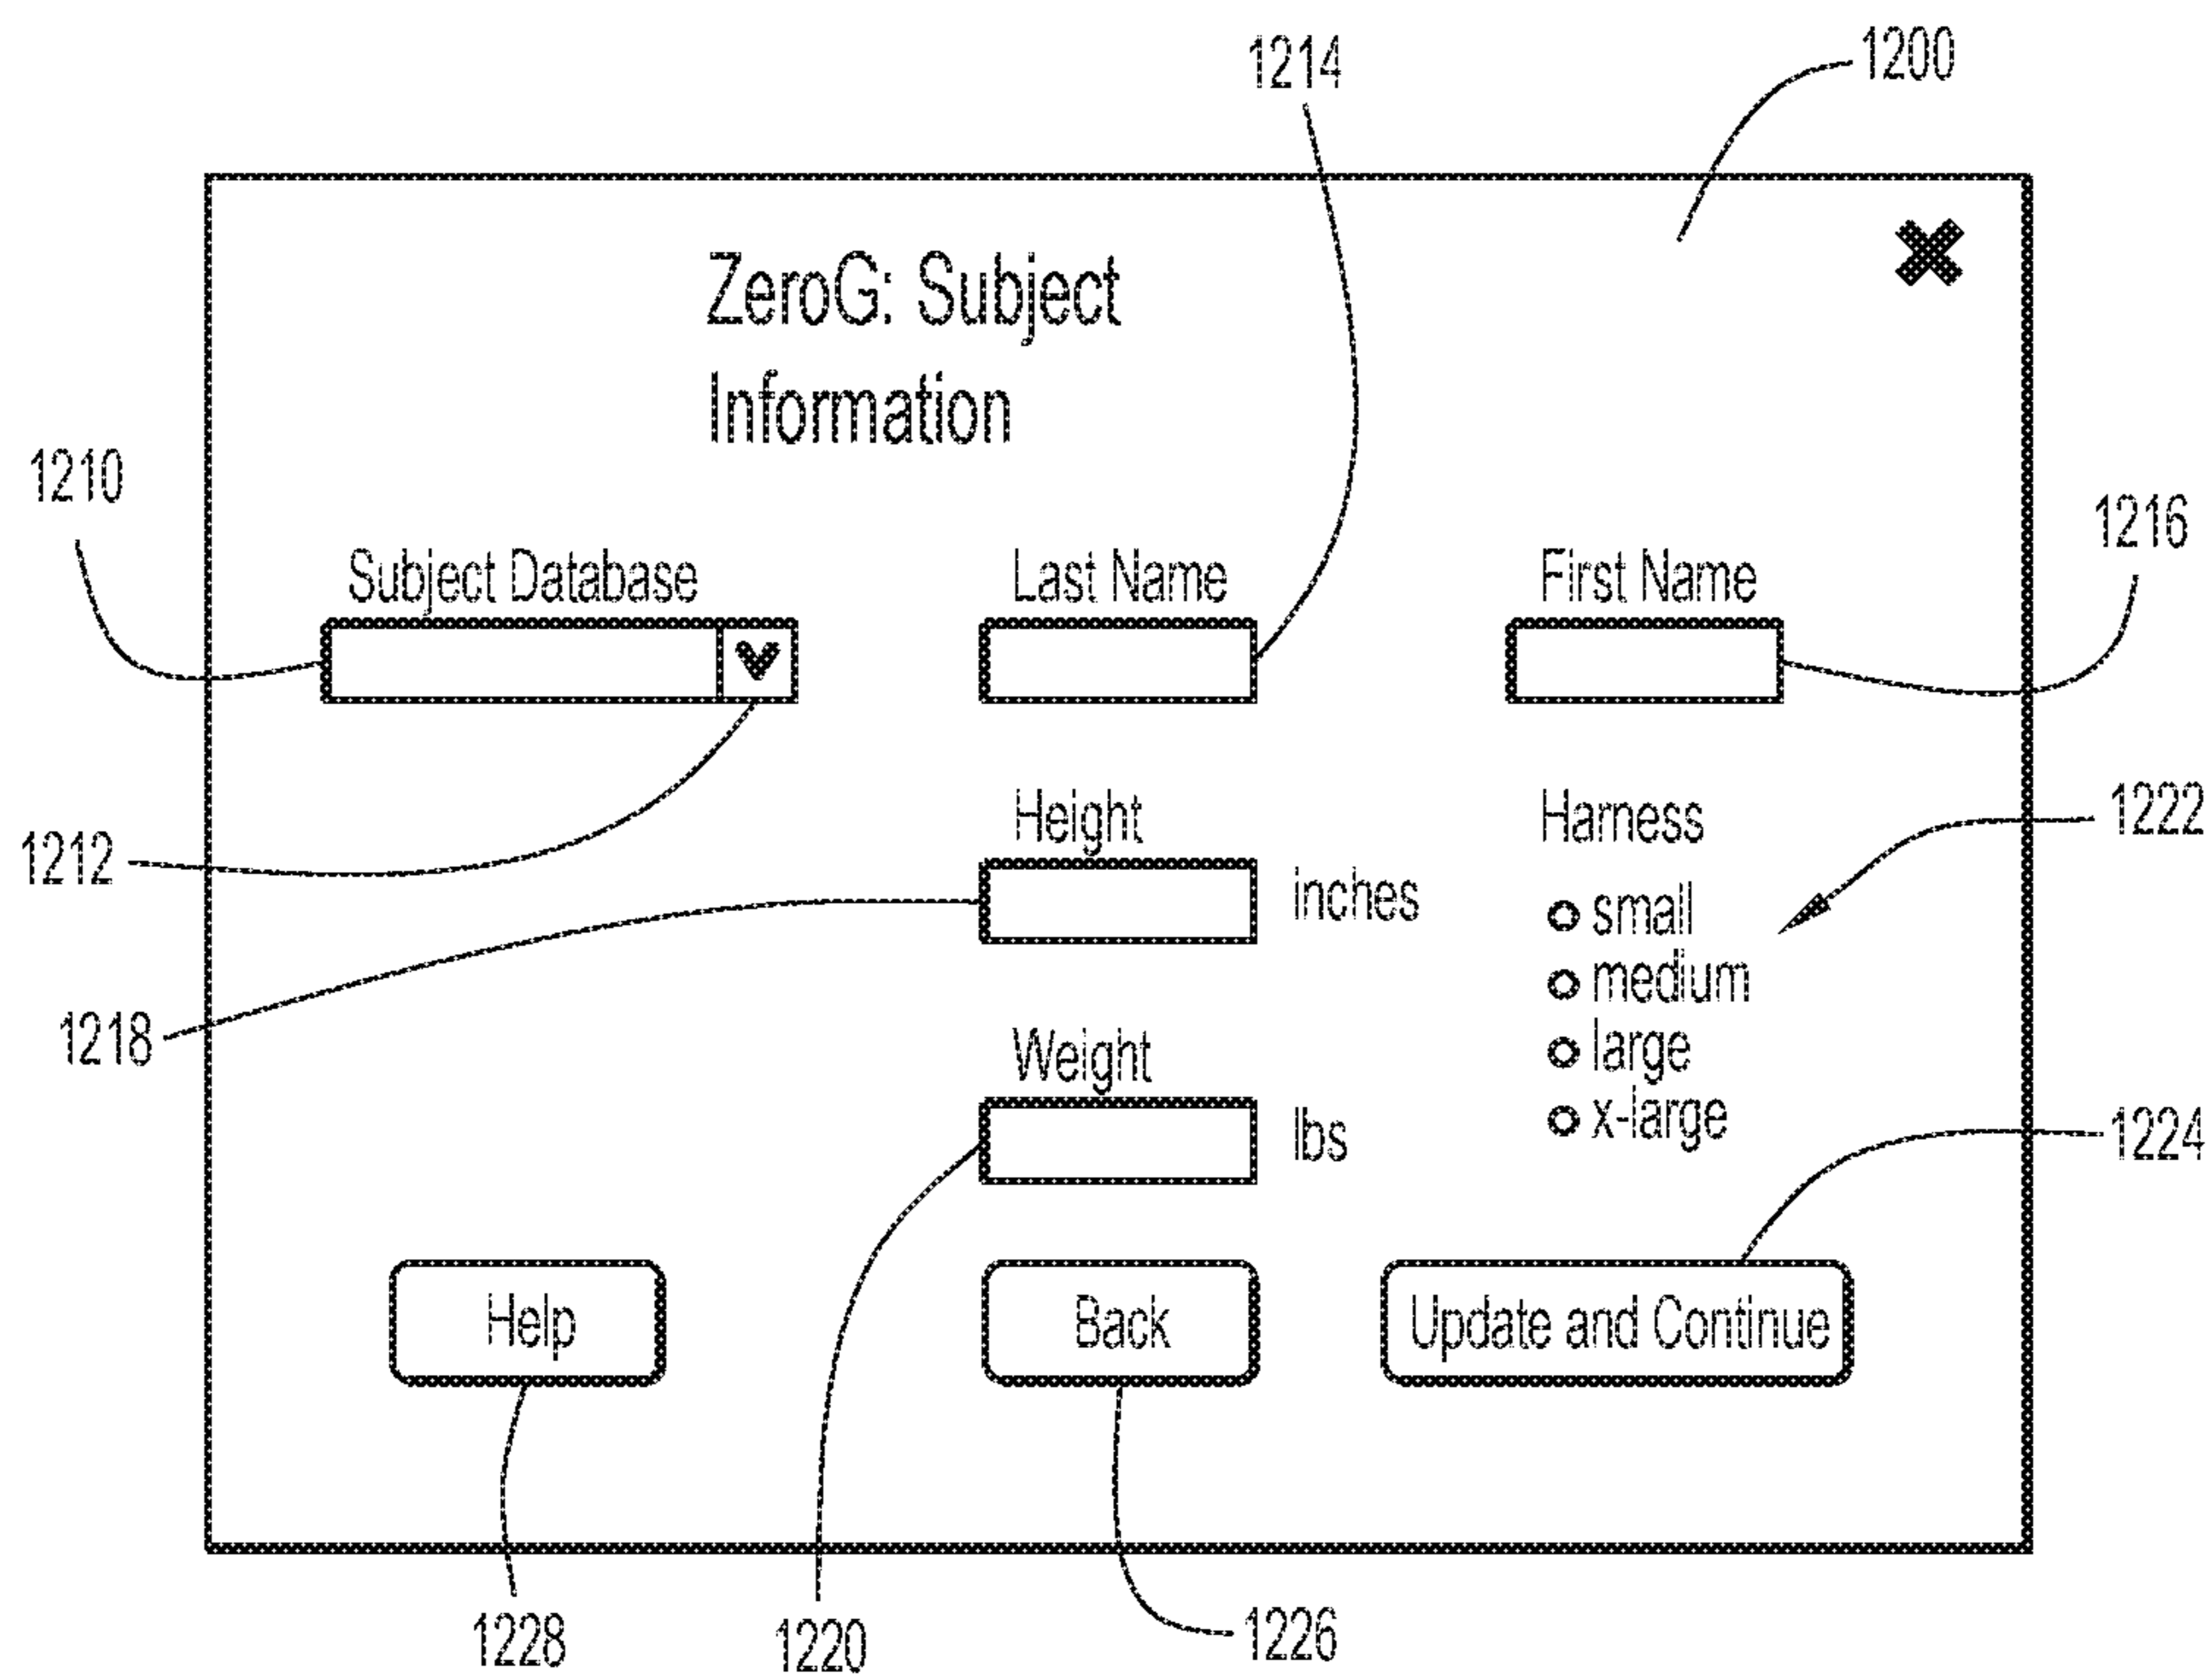 1214
1200
ZeroG: Subject
Information
1210
1216
Subject Database
Last Name
First Name
1212
Height
inches
Harness
1222
small
medium
large
x-large
1218
Weight
lbs
1224
Help
Back
Update and Continue
1228
1220
1226